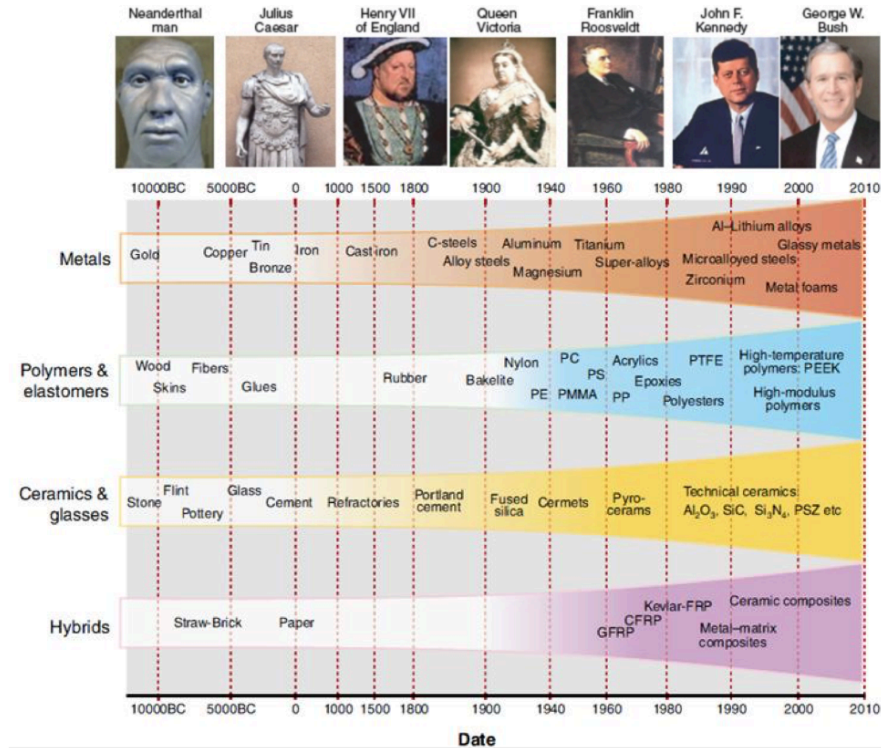 Neanderthal
man
Julius
Caesar
Henry VII
of England
Queen
Victoria
Franklin
Roosveldt
John F.
Kennedy
George W.
Bush
10000BC 5000BC 0 1000 1500 1800 1900 1940 1960 1980 1990 2000 2010
Metals
Gold
Copper
Tin
Bronze
Iron
Cast-iron
C-steels
Alloy steels
Aluminum
Magnesium
Titanium
Super-alloys
Al–Lithium alloys
Microalloyed steels
Zirconium
Glassy metals
Metal foams
Polymers &
elastomers
Wood
Skins
Fibers
Glues
Rubber
Bakelite
Nylon
PE
PC
PMMA
PS
Acrylics
PP
Epoxies
PTFE
Polyesters
High-temperature
polymers: PEEK
High-modulus
polymers
Ceramics &
glasses
Stone
Flint
Pottery
Glass
Cement
Refractories
Portland
cement
Fused
silica
Cermets
Pyro-
cerams
Technical ceramics:
Al₂O₃, SiC, Si₃N₄, PSZ etc
Hybrids
Straw-Brick
Paper
GFRP
CFRP
Kevlar-FRP
Metal–matrix
composites
Ceramic composites
10000BC 5000BC 0 1000 1500 1800 1900 1940 1960 1980 1990 2000 2010
Date